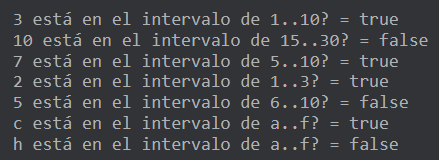 3 está en el intervalo de 1..10? = true
10 está en el intervalo de 15..30? = false
7 está en el intervalo de 5..10? = true
2 está en el intervalo de 1..3? = true
5 está en el intervalo de 6..10? = false
c está en el intervalo de a..f? = true
h está en el intervalo de a..f? = false